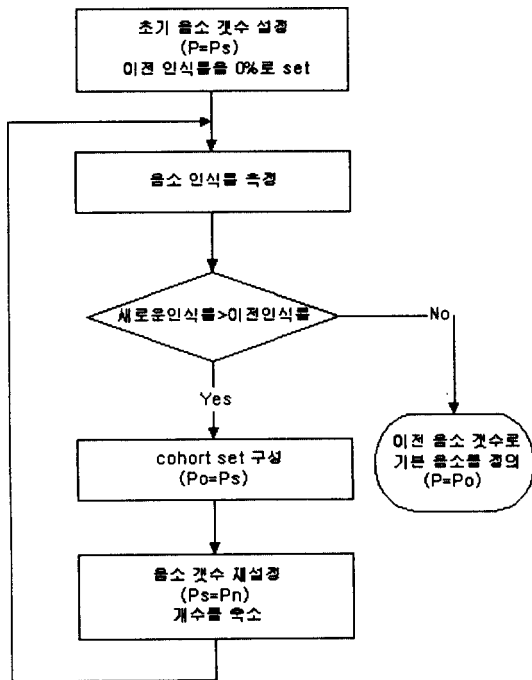 초기 음소 갯수 설정
(P=Ps)
이전 인식률을 0%로 set
음소 인식률 측정
새로운인식률>이전인식률
No
Yes
이전 음소 갯수로
기본 음소를 정의
(P=Po)
cohort set 구성
(Po=Ps)
음소 갯수 재설정
(Ps=Pn)
개수를 축소